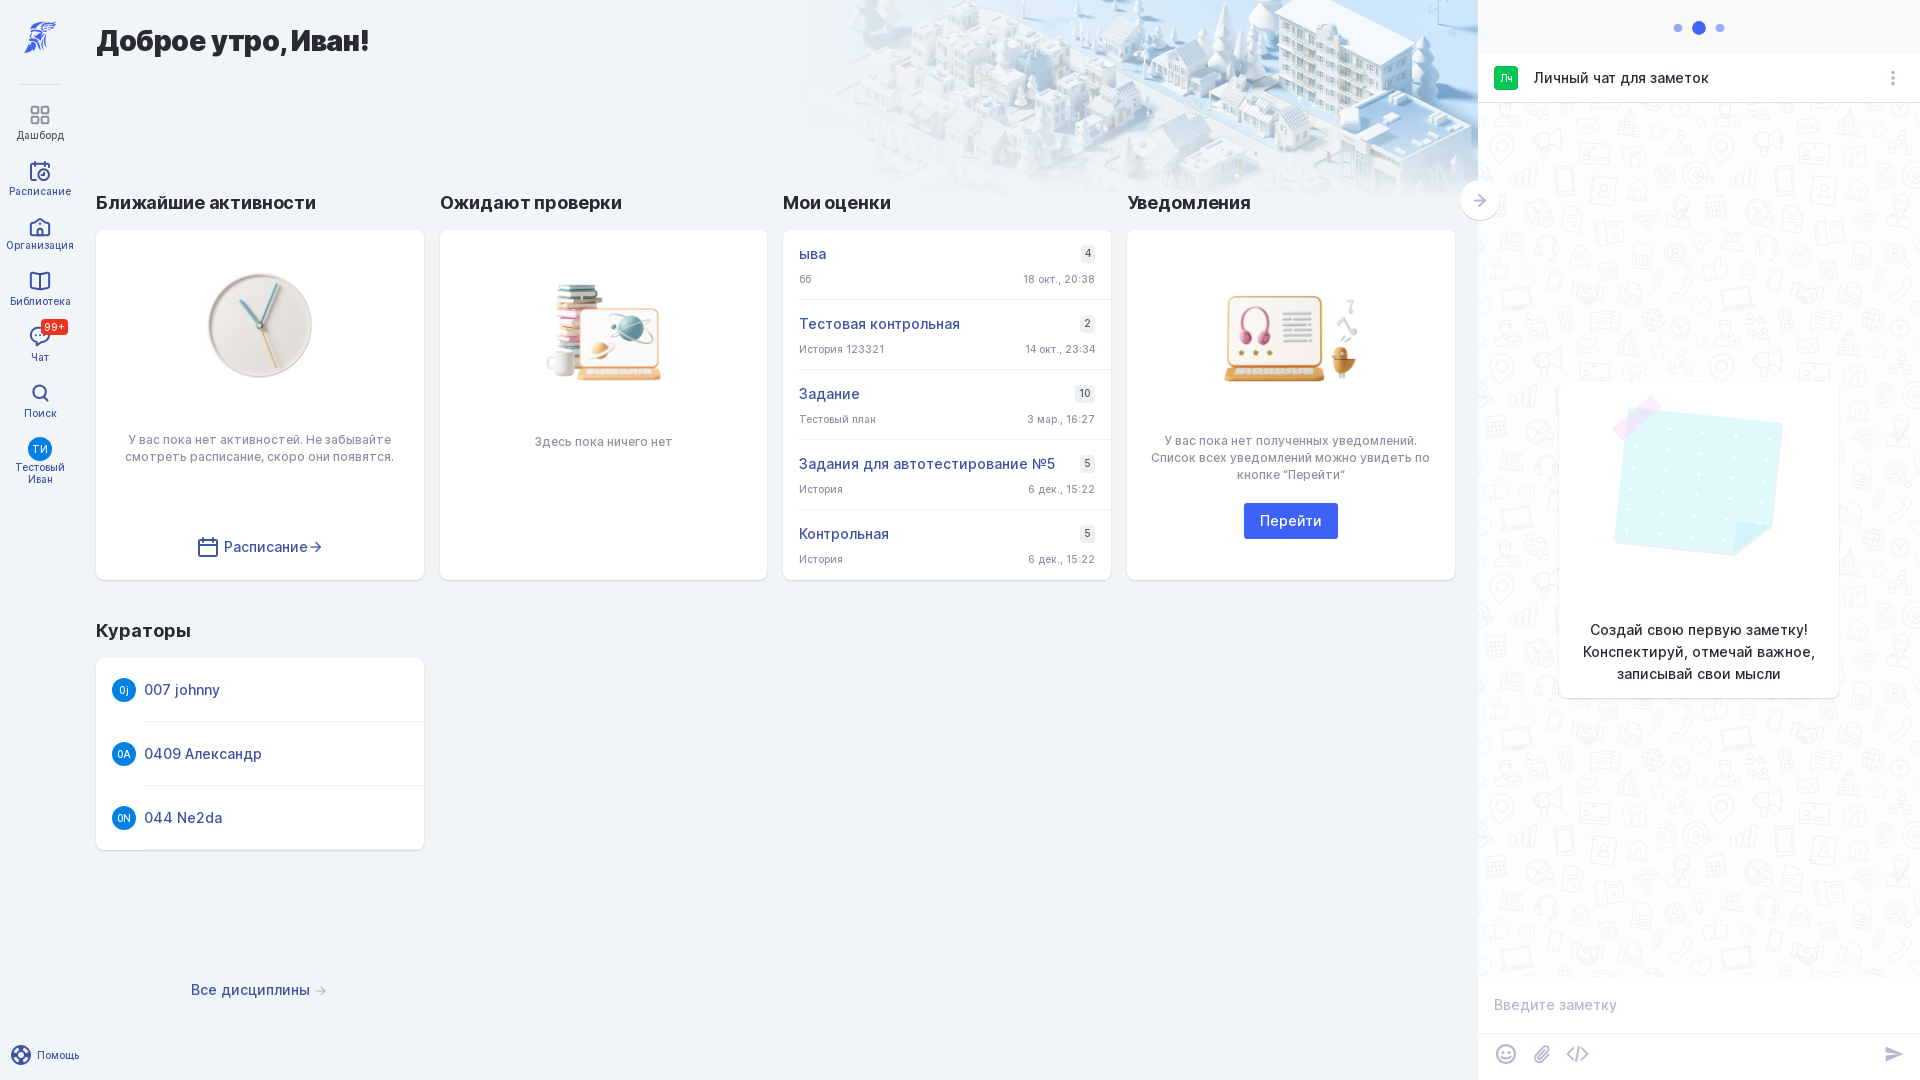 Доброе утро, Иван!
Дашборд
Расписание
Организация
Библиотека
99+
Чат
Поиск
ТИ
Тестовый
Иван
Помощь
Ближайшие активности
У вас пока нет активностей. Не забывайте
смотреть расписание, скоро они появятся.
Расписание
Ожидают проверки
Здесь пока ничего нет
Мои оценки
ыва 4
бб 18 окт., 20:38
Тестовая контрольная 2
История 123321 14 окт., 23:34
Задание 10
Тестовый план 3 мар., 16:27
Задания для автотестирование №5 5
История 6 дек., 15:22
Контрольная 5
История 6 дек., 15:22
Уведомления
У вас пока нет полученных уведомлений.
Список всех уведомлений можно увидеть по
кнопке “Перейти”
Перейти
Кураторы
0j 007 johnny
0А 0409 Александр
0N 044 Ne2da
Все дисциплины
Лч Личный чат для заметок
Создай свою первую заметку!
Конспектируй, отмечай важное,
записывай свои мысли
Введите заметку